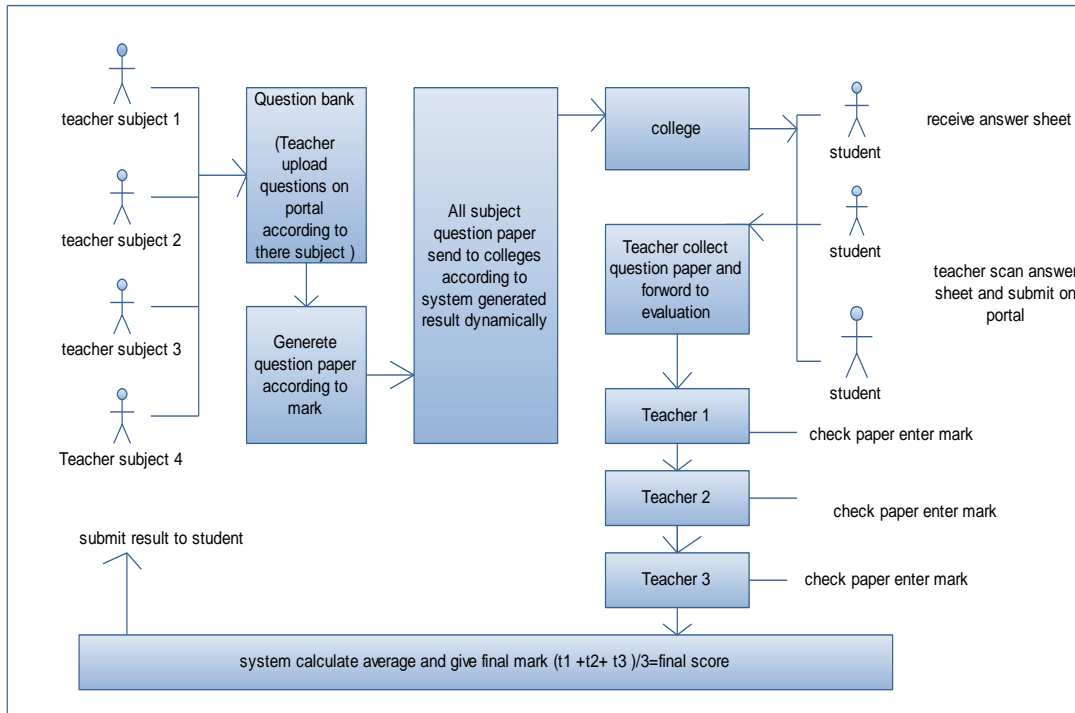 teacher subject 1
teacher subject 2
teacher subject 3
Teacher subject 4
Question bank
(Teacher
upload
questions on
portal
according to
there subject )
Generete
question paper
according to
mark
All subject
question paper
send to colleges
according to
system generated
result dynamically
college
student
student
student
receive answer sheet
teacher scan answer
sheet and submit on
portal
Teacher collect
question paper and
forword to
evaluation
Teacher 1
check paper enter mark
Teacher 2
check paper enter mark
Teacher 3
check paper enter mark
system calculate average and give final mark (t1 +t2+ t3 )/3=final score
submit result to student